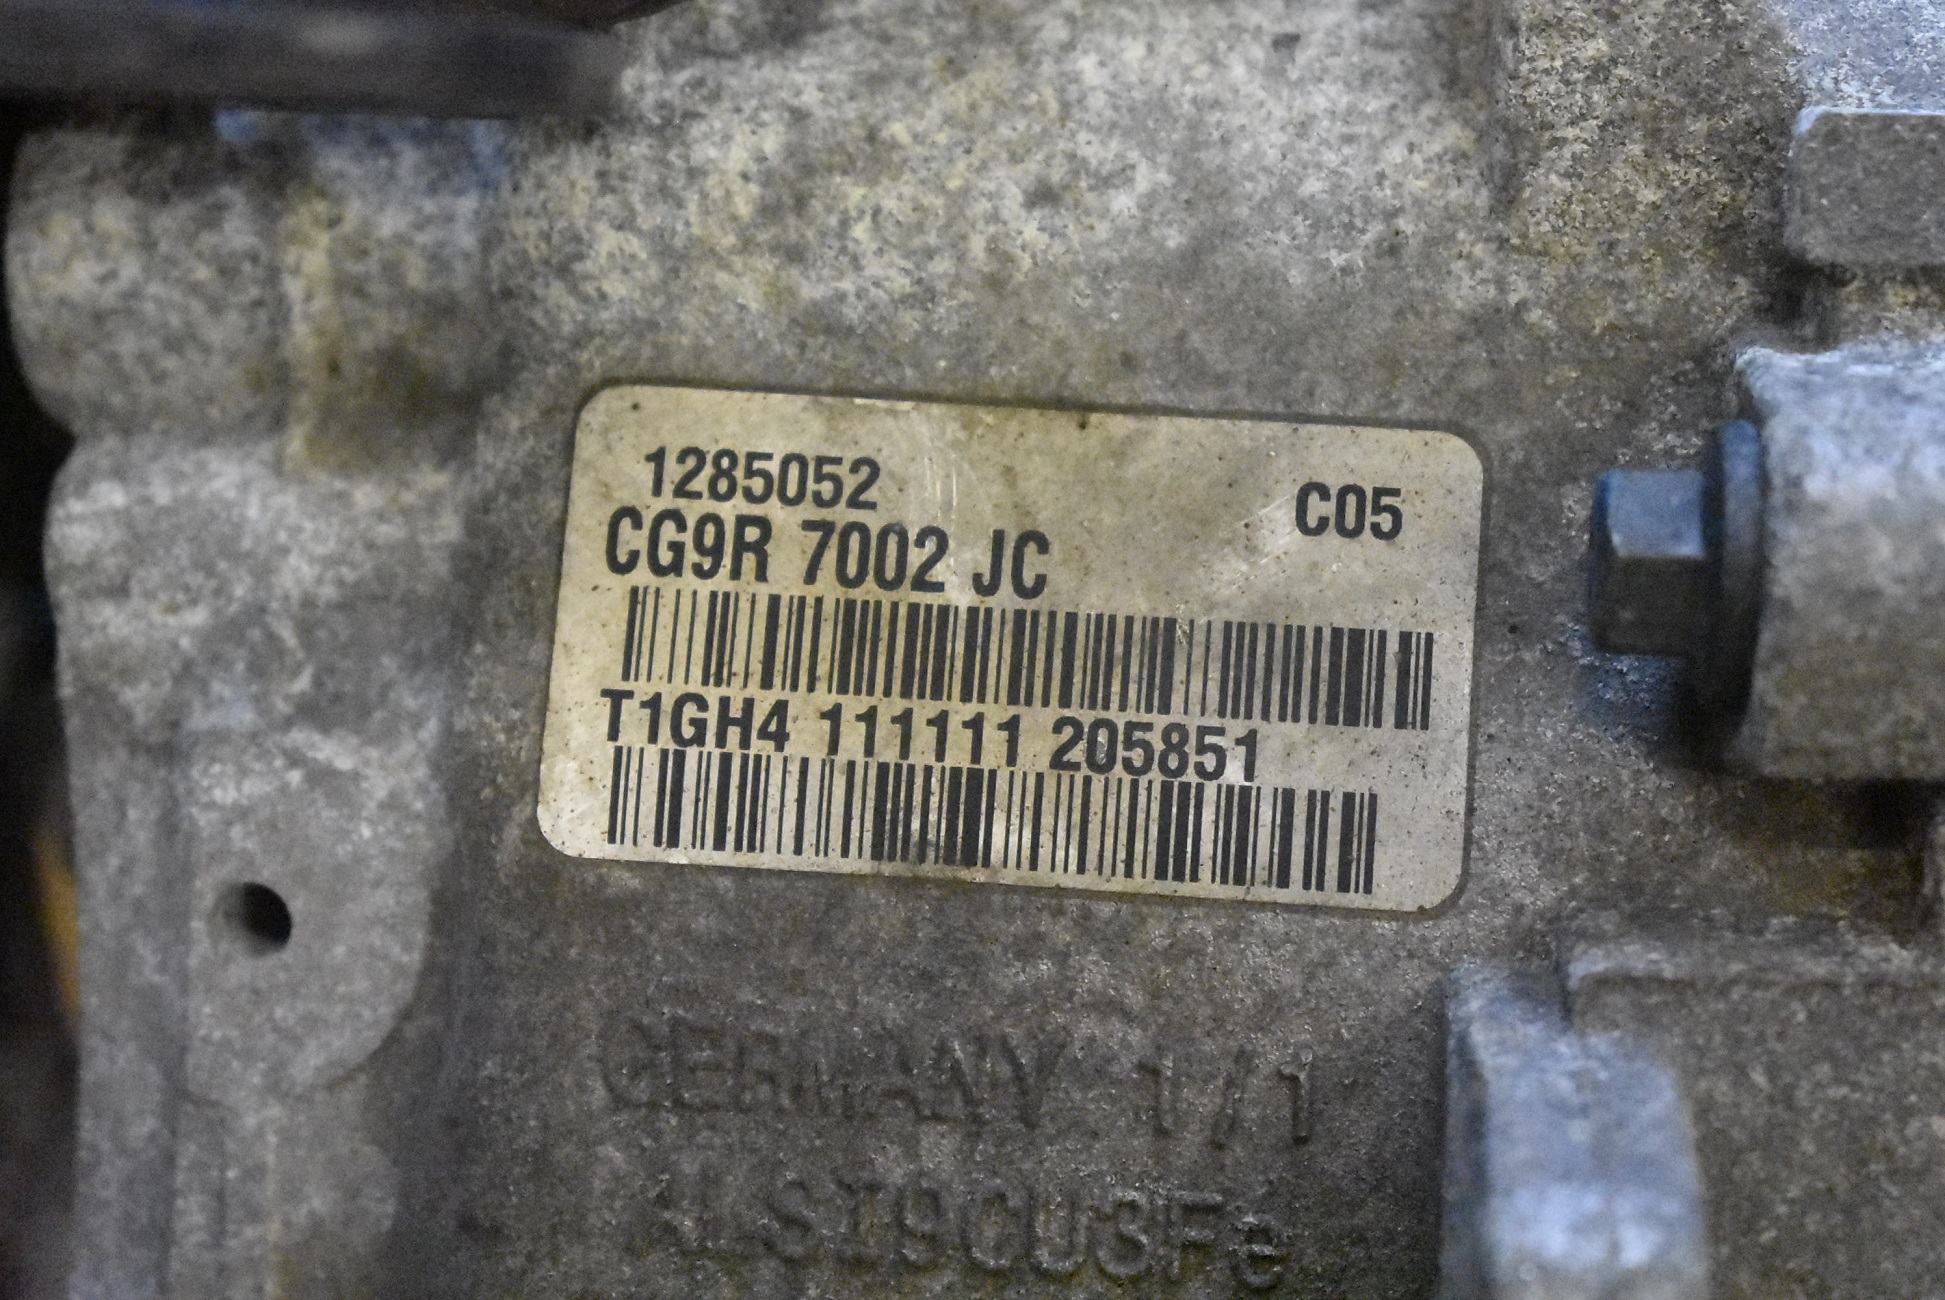 1285052 C05
CG9R 7002 JC
T1GH4 111111 205851
GERMANY 1/1
ALSI9CU3Fe